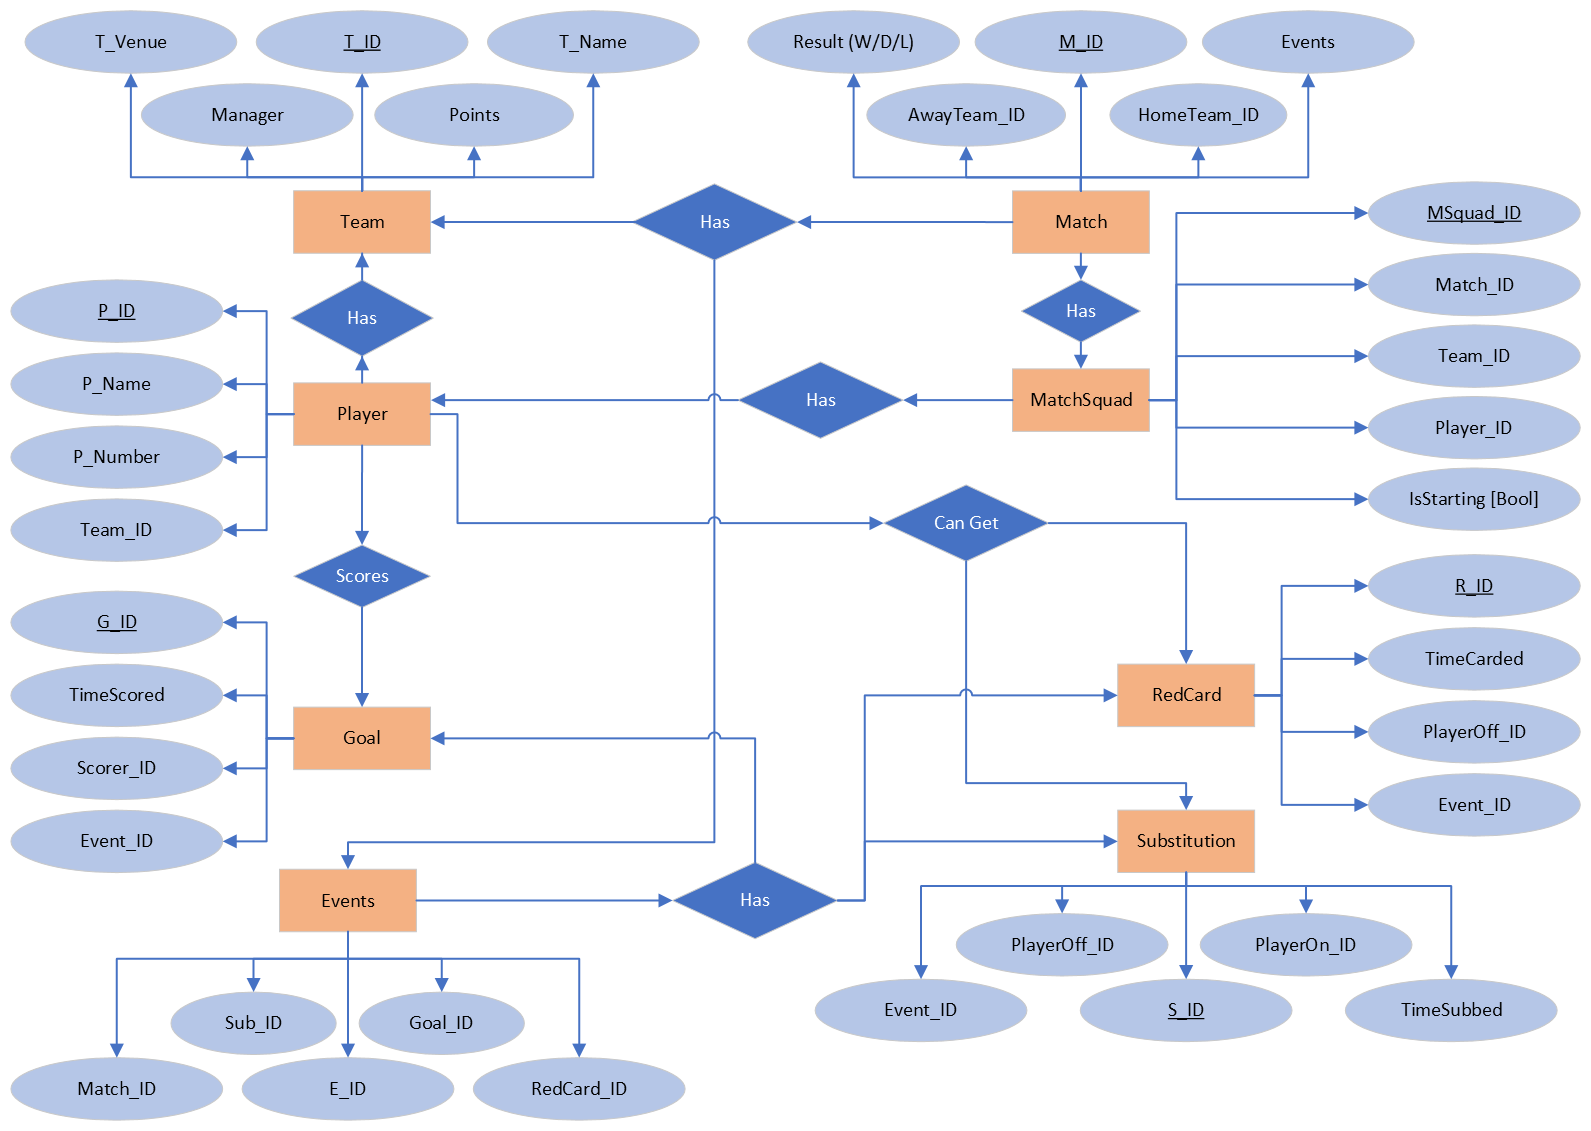 T_Venue
T_ID
T_Name
Result (W/D/L)
M_ID
Events
Manager
Points
AwayTeam_ID
HomeTeam_ID
Team
Has
Match
MSquad_ID
Match_ID
P_ID
Has
Has
Team_ID
P_Name
Player
Has
MatchSquad
Player_ID
P_Number
IsStarting [Bool]
Team_ID
Can Get
Scores
R_ID
G_ID
TimeCarded
TimeScored
RedCard
Goal
PlayerOff_ID
Scorer_ID
Event_ID
Event_ID
Substitution
Events
Has
PlayerOff_ID
PlayerOn_ID
Event_ID
S_ID
TimeSubbed
Sub_ID
Goal_ID
Match_ID
E_ID
RedCard_ID